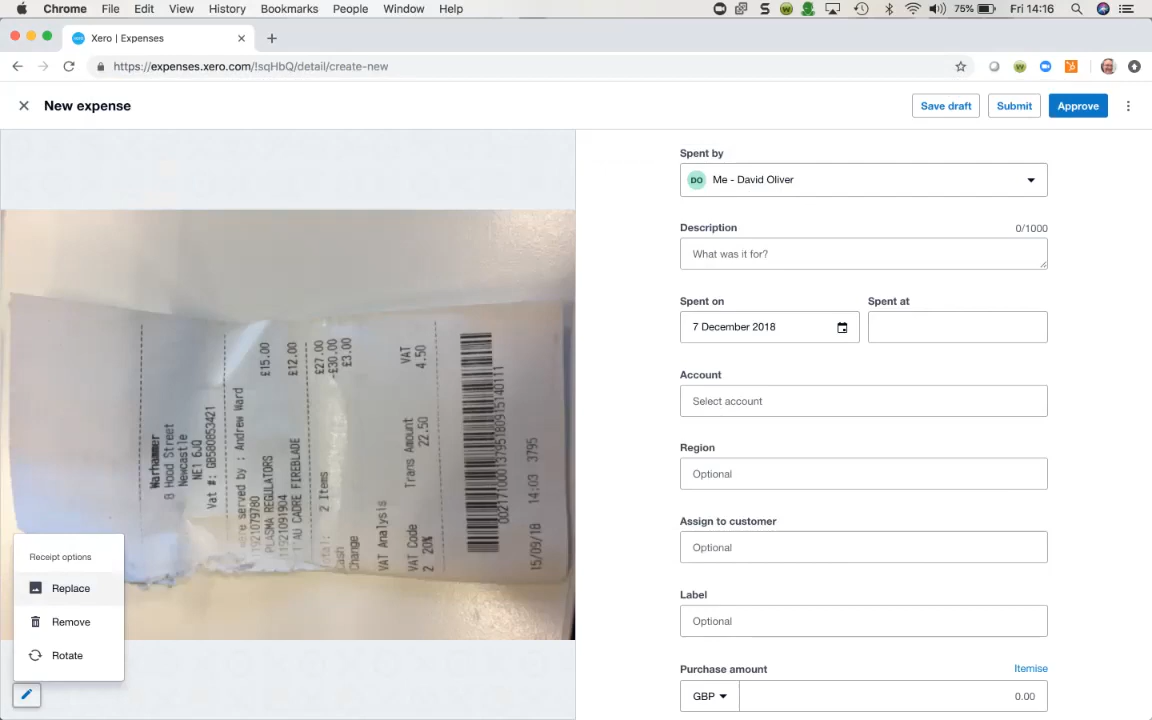 Chrome File Edit View History Bookmarks People Window Help 75% Fri 14:16
Xero | Expenses
https://expenses.xero.com/!sqHbQ/detail/create-new
New expense
Save draft Submit Approve
Spent by
DO Me - David Oliver
Description 0/1000
What was it for?
Spent on Spent at
7 December 2018
Account
Select account
Region
Optional
Assign to customer
Optional
Label
Optional
Purchase amount Itemise
GBP 0.00
Warhammer
8 Hood Street
Newcastle
NE1 6JQ
Vat #: GB580853421
were served by : Andrew Ward
PLASMA REGULATORS £15.00
11921091904
T'AU CADRE FIREBLADE £12.00
2 Items £27.00
Cash -£30.00
Change £3.00
VAT Analysis
VAT Code Trans Amount VAT
2 20% 22.50 4.50
15/09/18 14:03 3795
Receipt options
Replace
Remove
Rotate